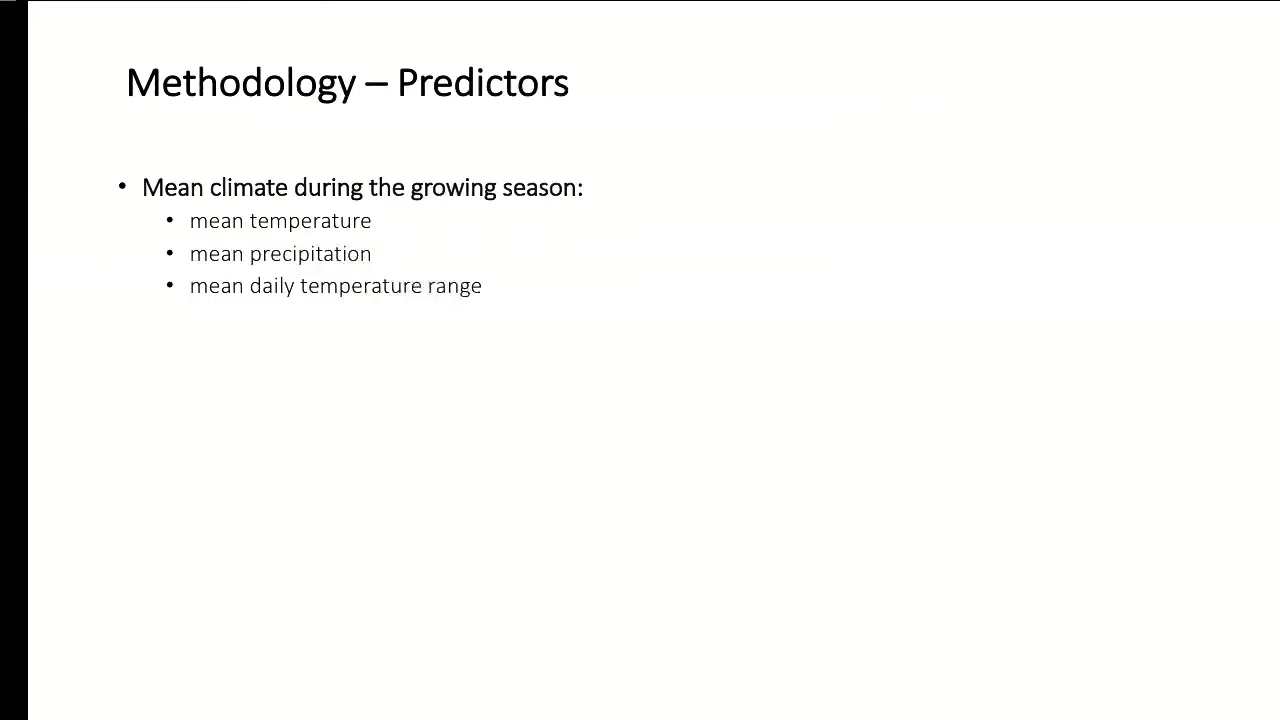 Methodology – Predictors
• Mean climate during the growing season:
• mean temperature
• mean precipitation
• mean daily temperature range